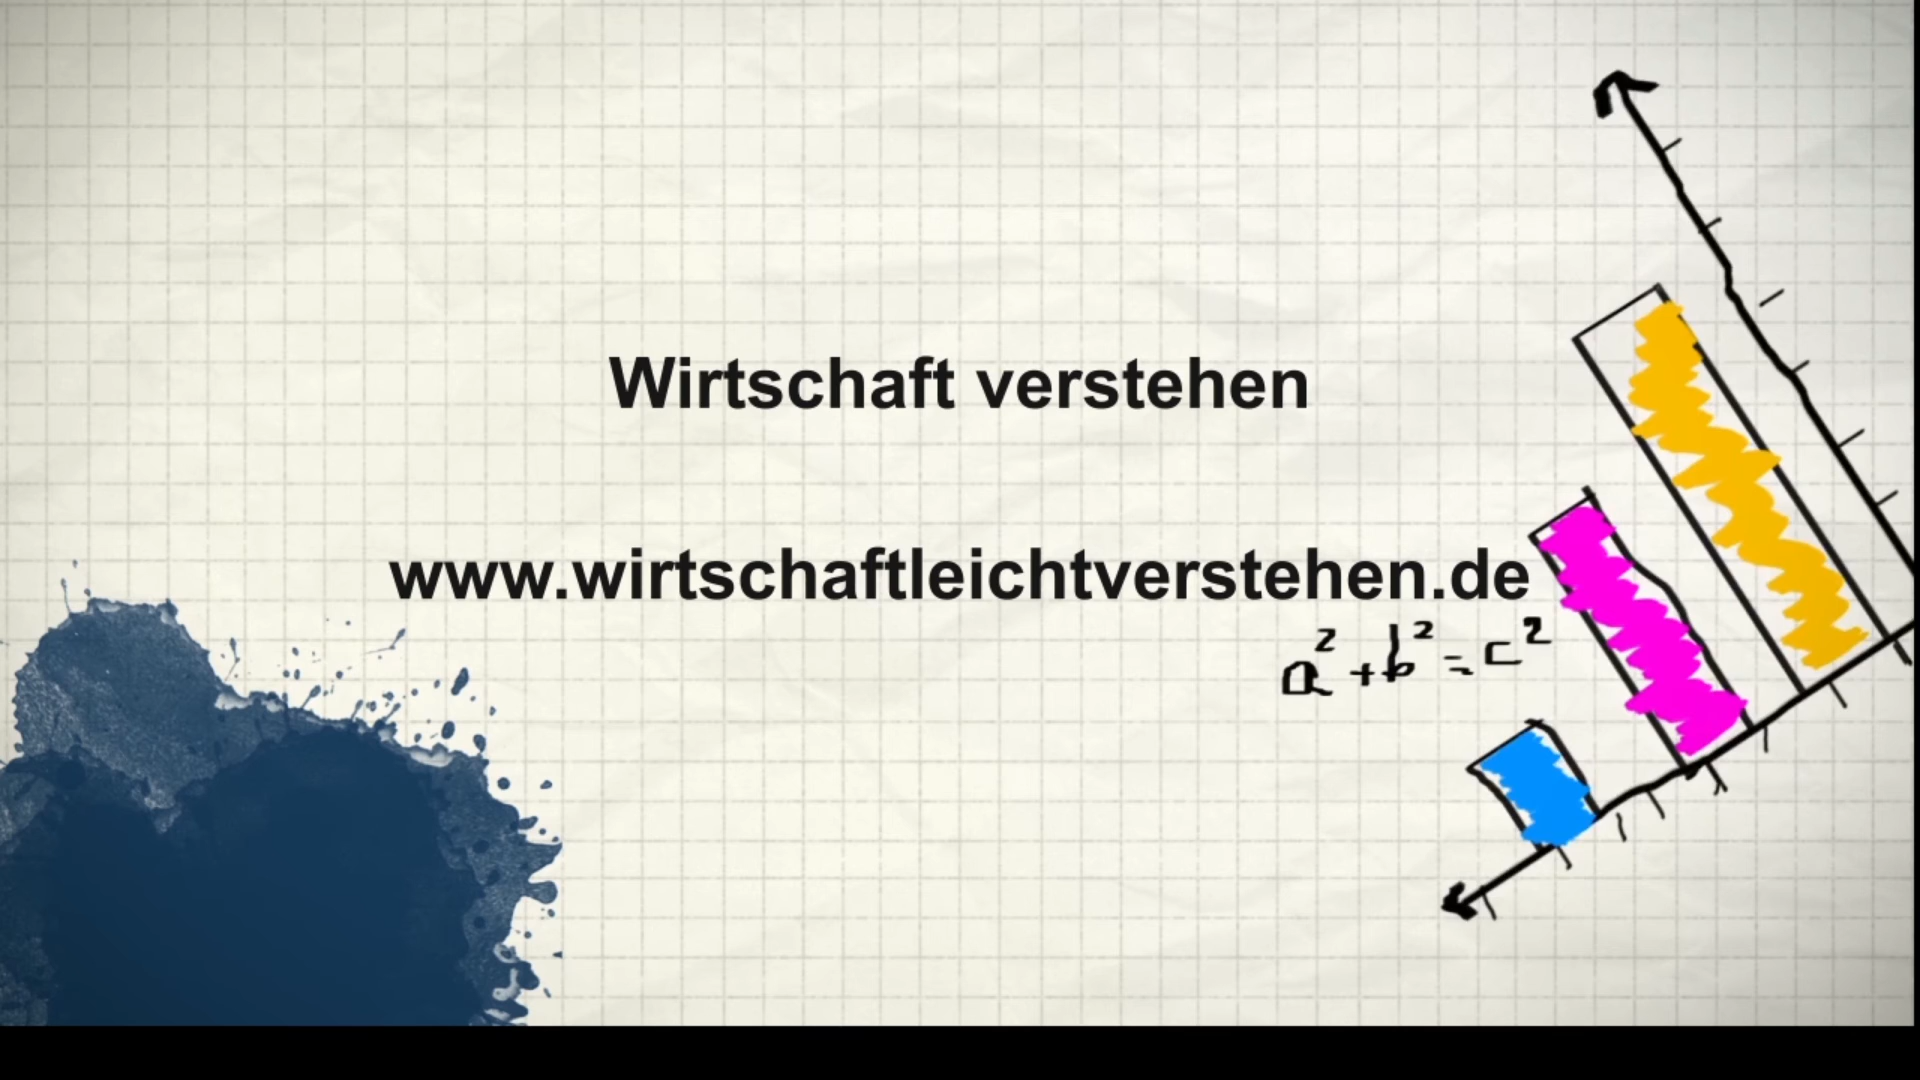 Wirtschaft verstehen
www.wirtschaftleichtverstehen.de
a² + b² = c²